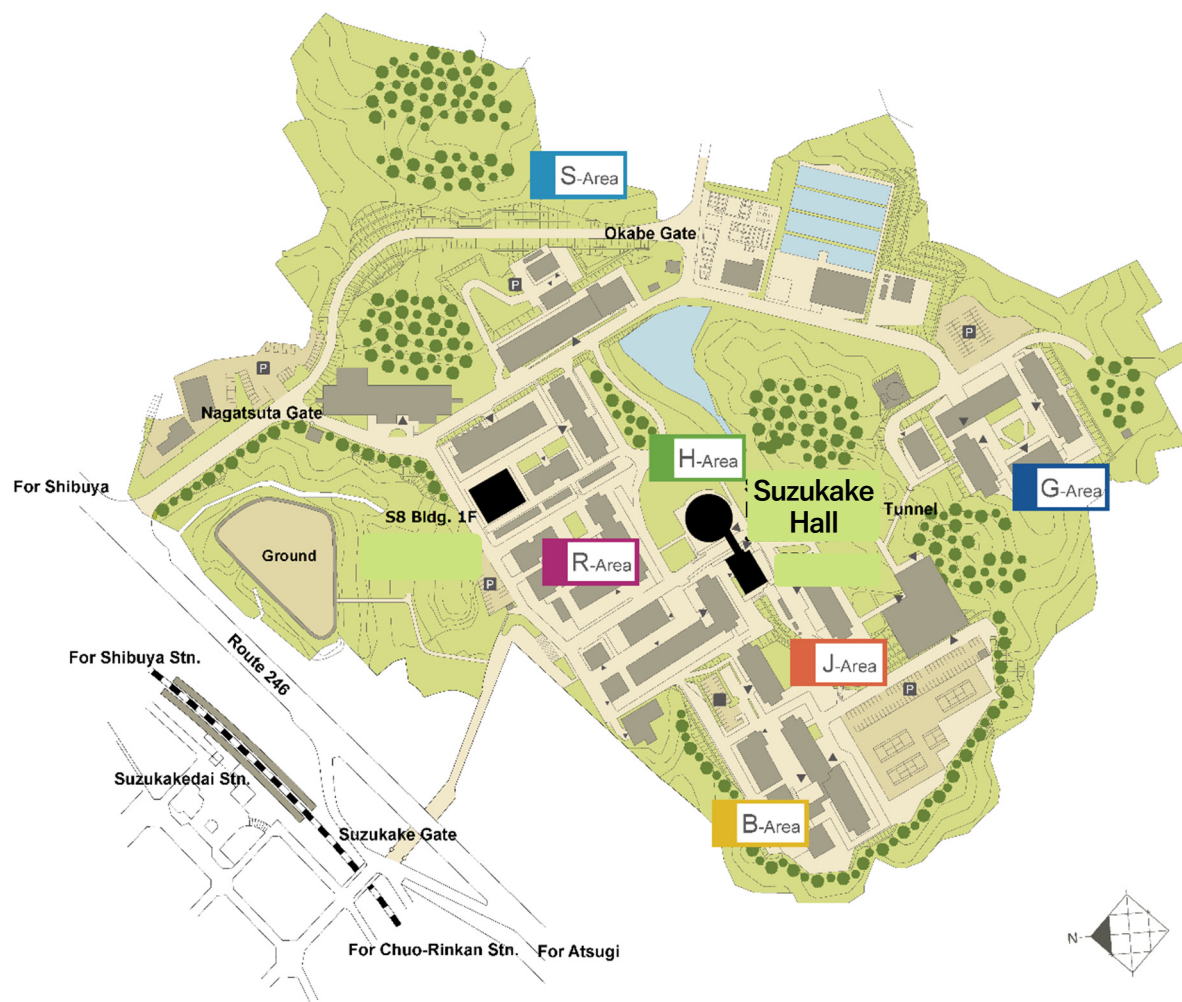 S-Area
Okabe Gate
P
P
P
Nagatsuta Gate
H-Area
G-Area
For Shibuya
Suzukake
Hall
S8 Bldg. 1F
Tunnel
Ground
R-Area
P
Route 246
For Shibuya Stn.
J-Area
P
Suzukakedai Stn.
B-Area
Suzukake Gate
For Chuo-Rinkan Stn.
For Atsugi
N